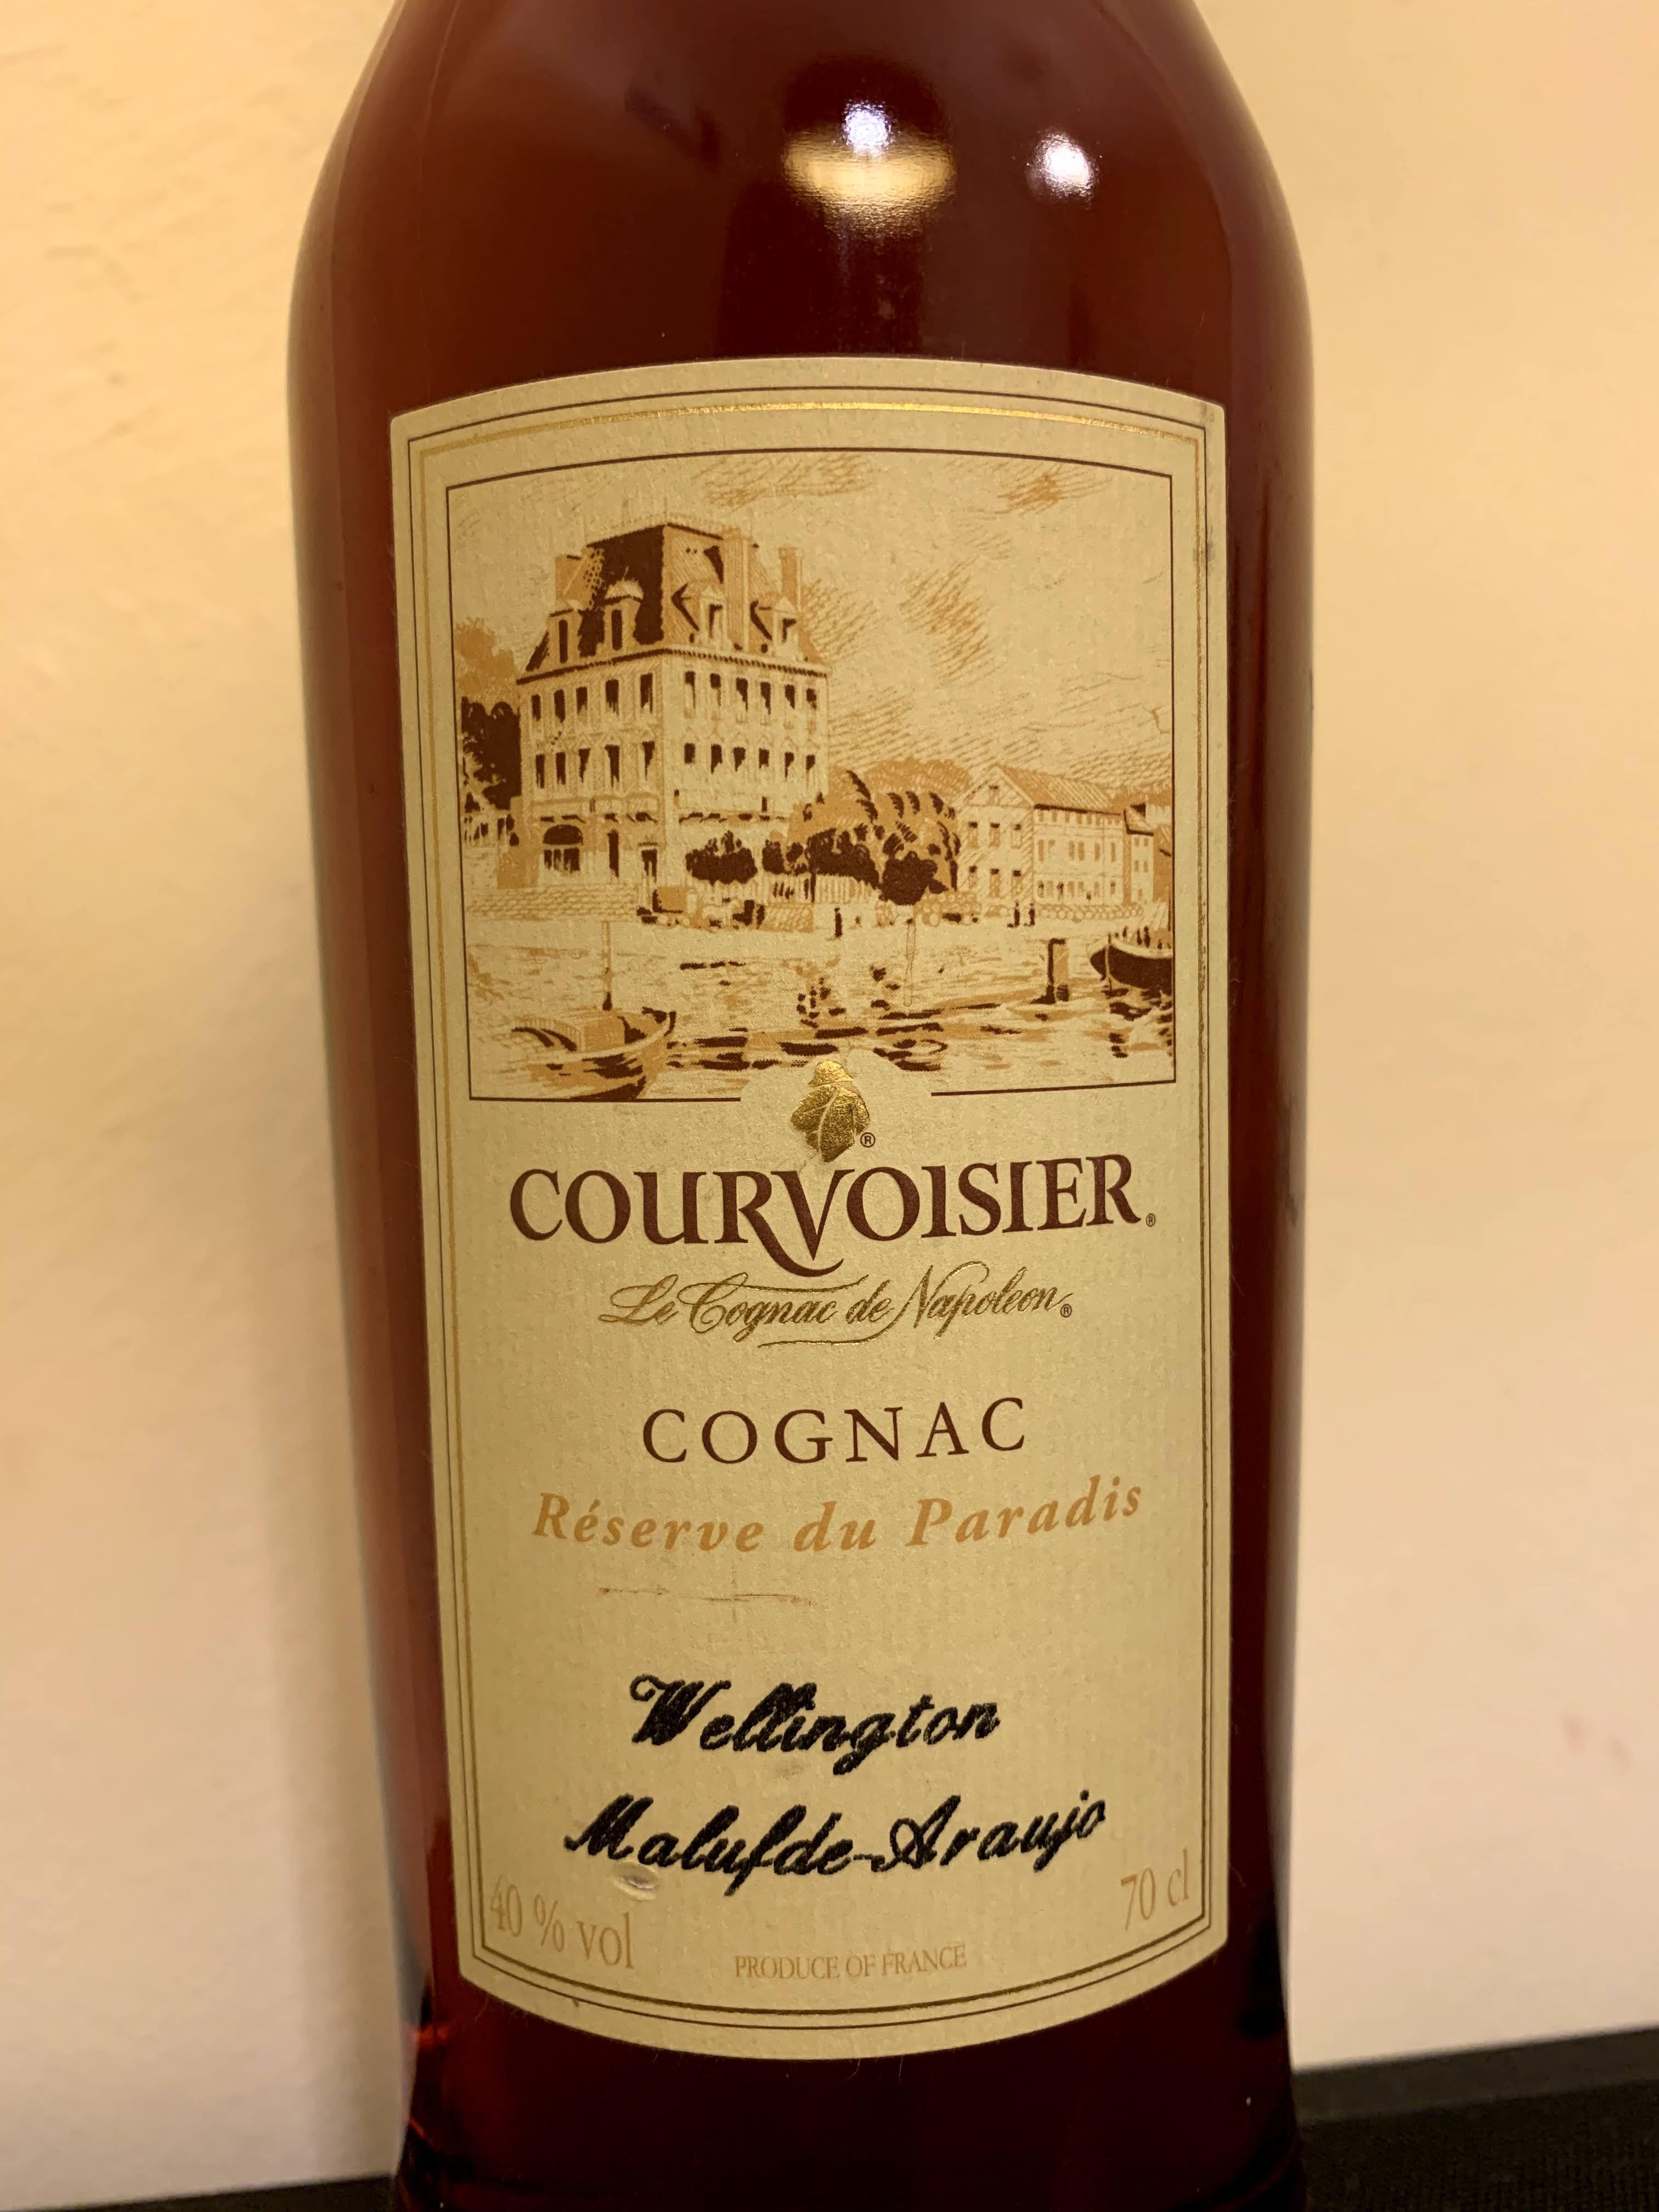 ®
COURVOISIER®
Le Cognac de Napoleon®
COGNAC
Réserve du Paradis
Wellington
Malufde-Araujo
40 % vol
70 cl
PRODUCE OF FRANCE